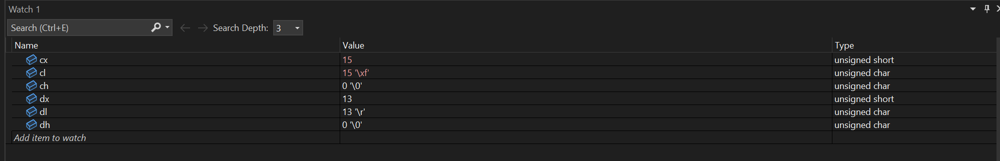 Watch 1
Search (Ctrl+E) Search Depth: 3
Name Value Type
cx 15 unsigned short
cl 15 '\xf' unsigned char
ch 0 '\0' unsigned char
dx 13 unsigned short
dl 13 '\r' unsigned char
dh 0 '\0' unsigned char
Add item to watch